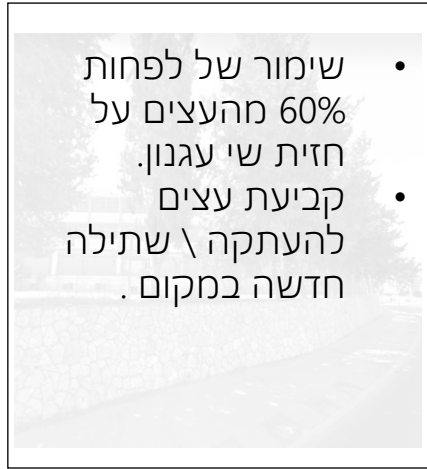 • שימור של לפחות
60% מהעצים על
חזית שי עגנון.
• קביעת עצים
להעתקה \ שתילה
חדשה במקום .